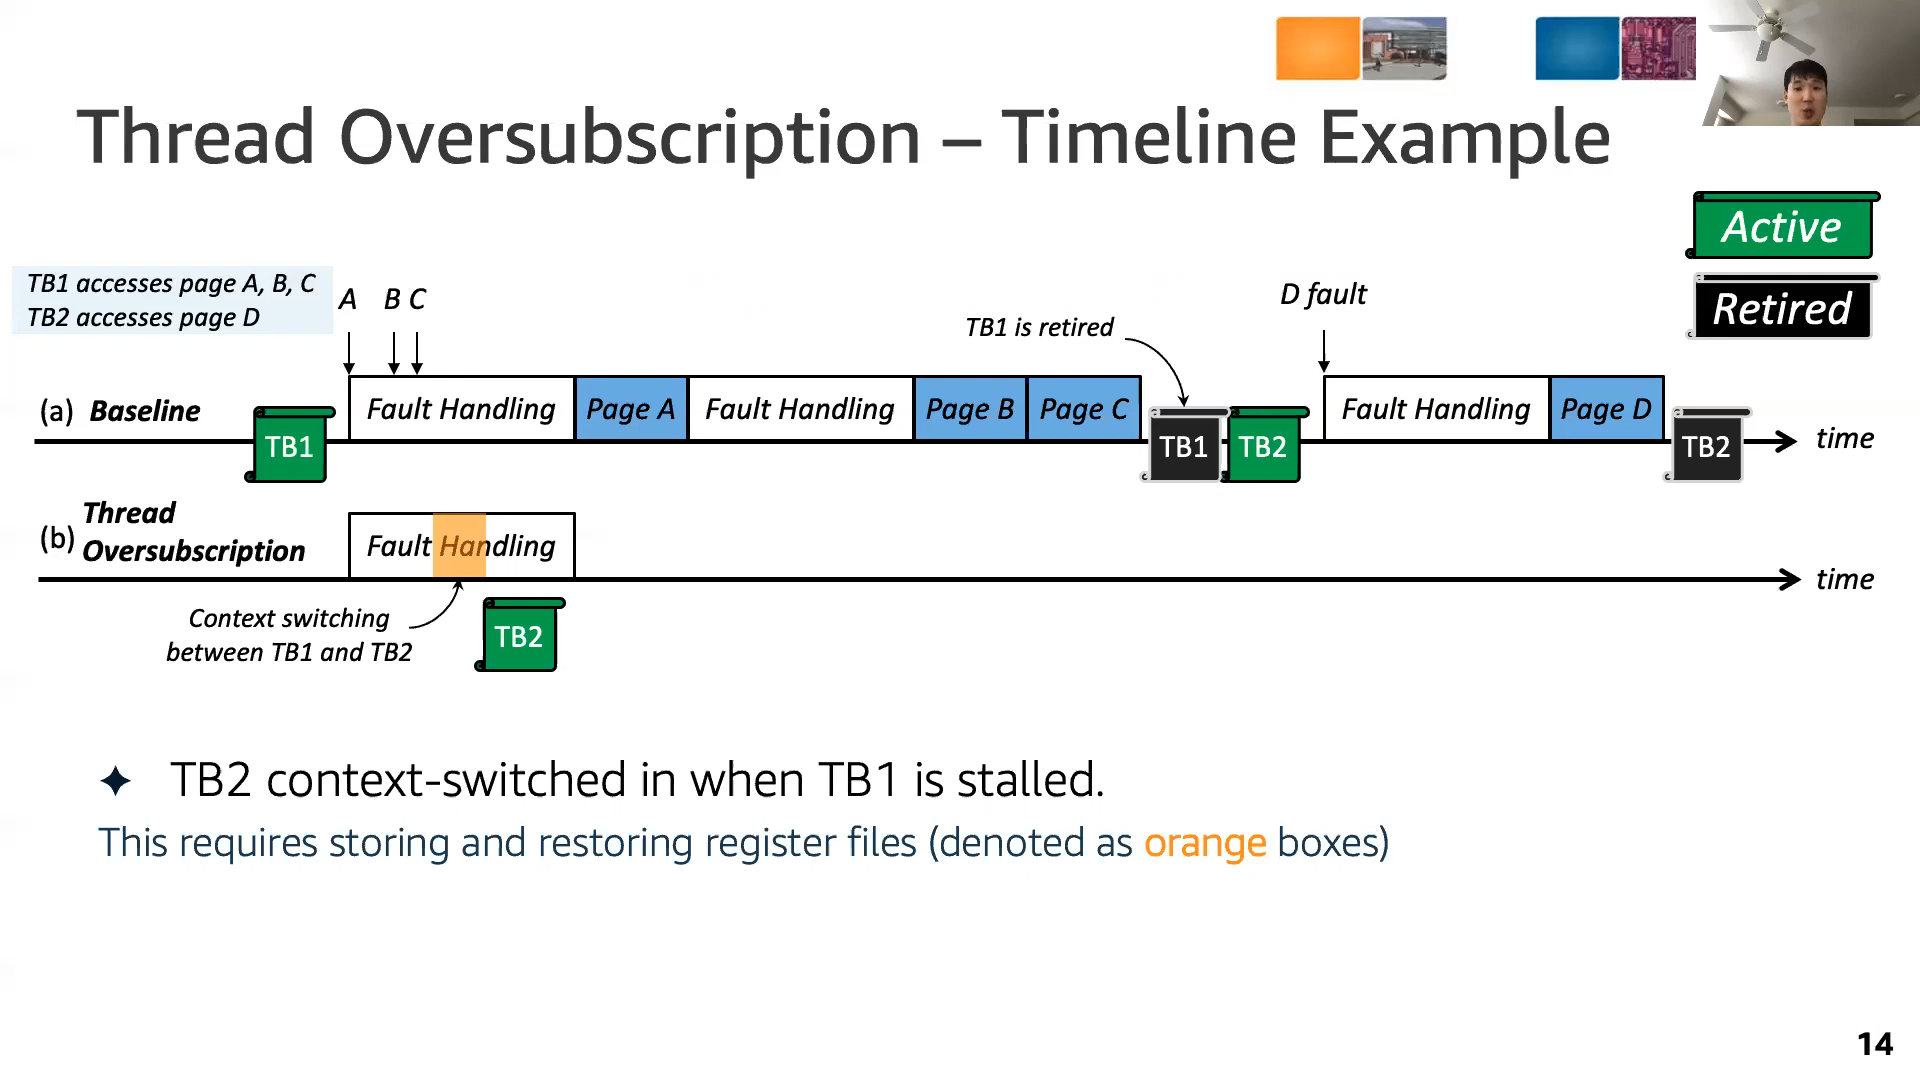 Thread Oversubscription – Timeline Example
Active
Retired
TB1 accesses page A, B, C
TB2 accesses page D
A B C
TB1 is retired
D fault
(a) Baseline
Fault Handling Page A Fault Handling Page B Page C Fault Handling Page D
TB1 TB1 TB2 TB2 time
(b) Thread
Oversubscription
Fault Handling
time
Context switching
between TB1 and TB2
TB2
✦ TB2 context-switched in when TB1 is stalled.
This requires storing and restoring register files (denoted as orange boxes)
14